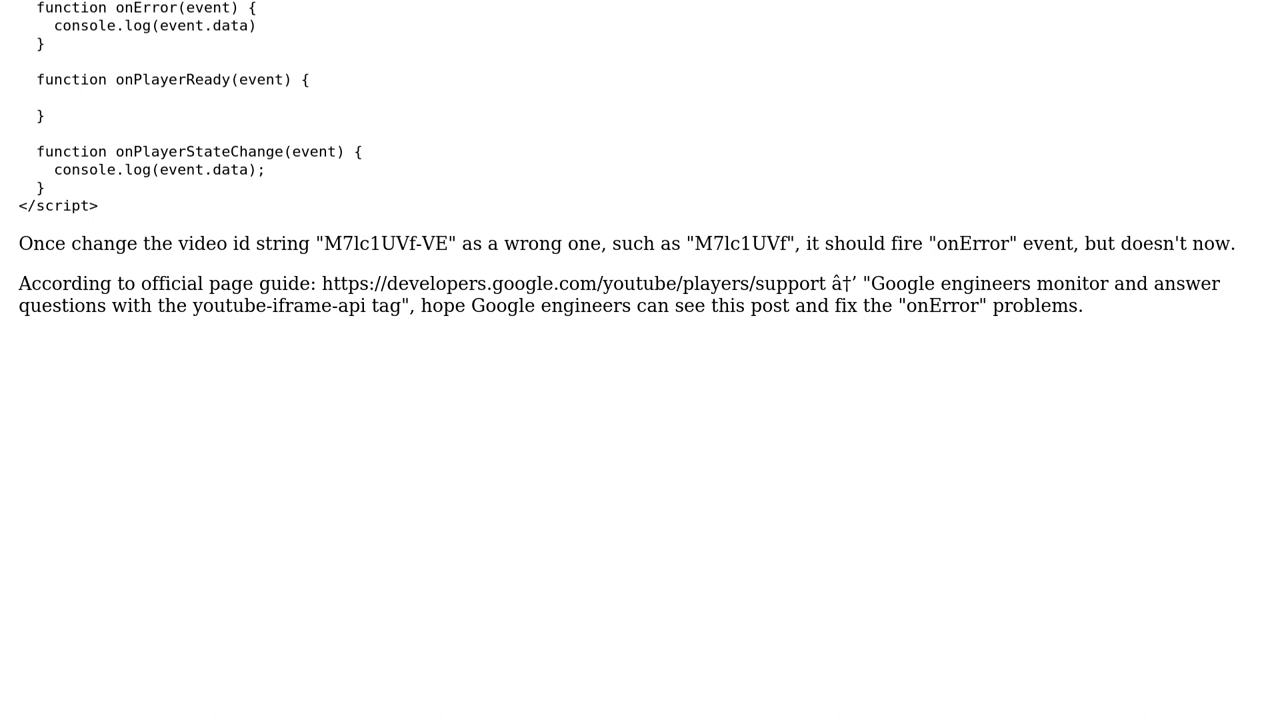 function onError(event) {
console.log(event.data)
}
function onPlayerReady(event) {
}
function onPlayerStateChange(event) {
console.log(event.data);
}
</script>
Once change the video id string "M7lc1UVf-VE" as a wrong one, such as "M7lc1UVf", it should fire "onError" event, but doesn't now.
According to official page guide: https://developers.google.com/youtube/players/support â†’ "Google engineers monitor and answer
questions with the youtube-iframe-api tag", hope Google engineers can see this post and fix the "onError" problems.